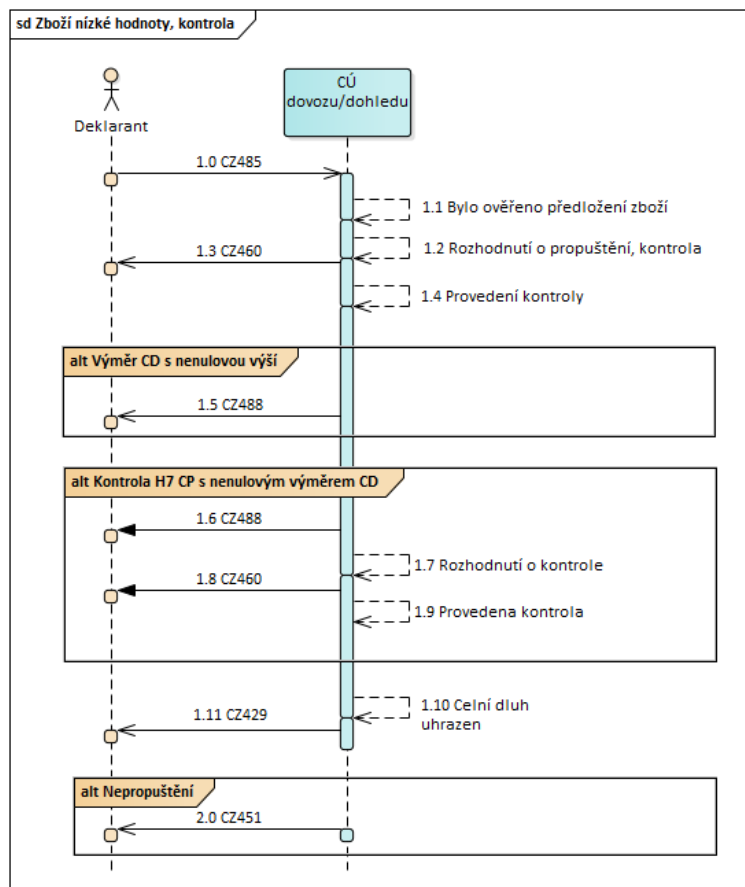 sd Zboží nízké hodnoty, kontrola
Deklarant
CÚ
dovozu/dohledu
1.0 CZ485
1.1 Bylo ověřeno předložení zboží
1.2 Rozhodnutí o propuštění, kontrola
1.3 CZ460
1.4 Provedení kontroly
alt Výměr CD s nenulovou výší
1.5 CZ488
alt Kontrola H7 CP s nenulovým výměrem CD
1.6 CZ488
1.7 Rozhodnutí o kontrole
1.8 CZ460
1.9 Provedena kontrola
1.10 Celní dluh
uhrazen
1.11 CZ429
alt Nepropuštění
2.0 CZ451